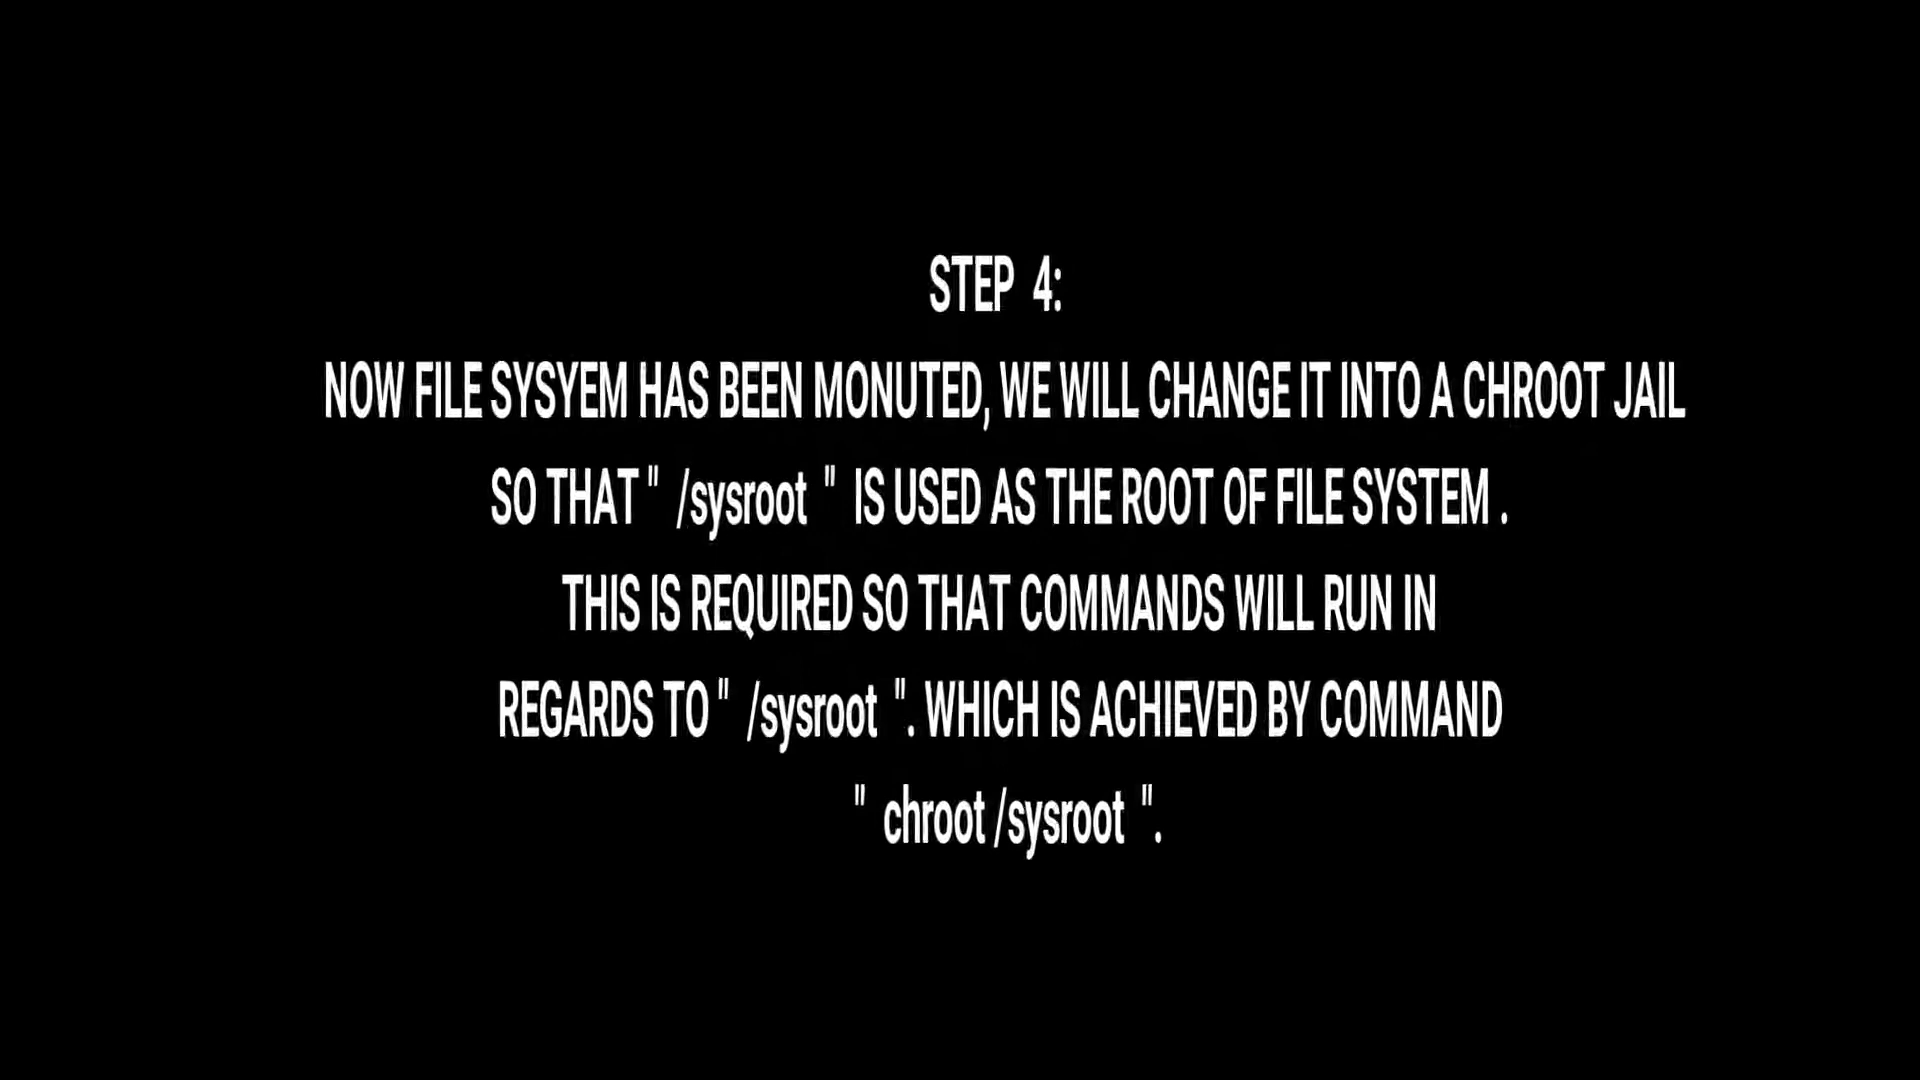 STEP 4:
NOW FILE SYSYEM HAS BEEN MONUTED, WE WILL CHANGE IT INTO A CHROOT JAIL
SO THAT " /sysroot " IS USED AS THE ROOT OF FILE SYSTEM .
THIS IS REQUIRED SO THAT COMMANDS WILL RUN IN
REGARDS TO " /sysroot ". WHICH IS ACHIEVED BY COMMAND
" chroot /sysroot ".